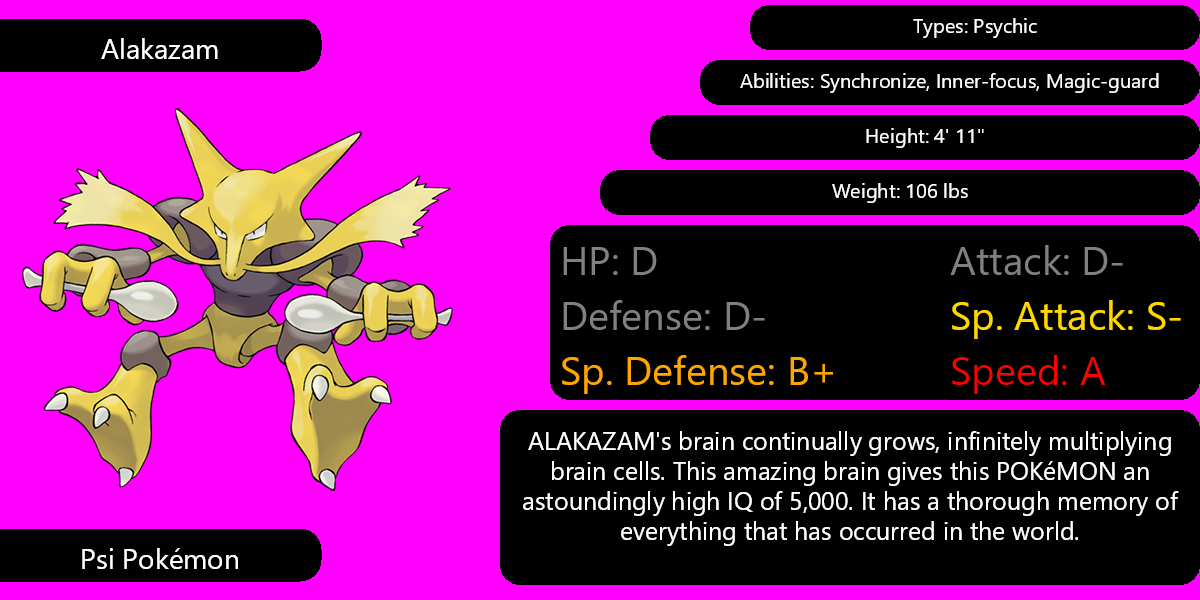 Alakazam
Types: Psychic
Abilities: Synchronize, Inner-focus, Magic-guard
Height: 4' 11"
Weight: 106 lbs
HP: D
Attack: D-
Defense: D-
Sp. Attack: S-
Sp. Defense: B+
Speed: A
ALAKAZAM's brain continually grows, infinitely multiplying
brain cells. This amazing brain gives this POKéMON an
astoundingly high IQ of 5,000. It has a thorough memory of
everything that has occurred in the world.
Psi Pokémon